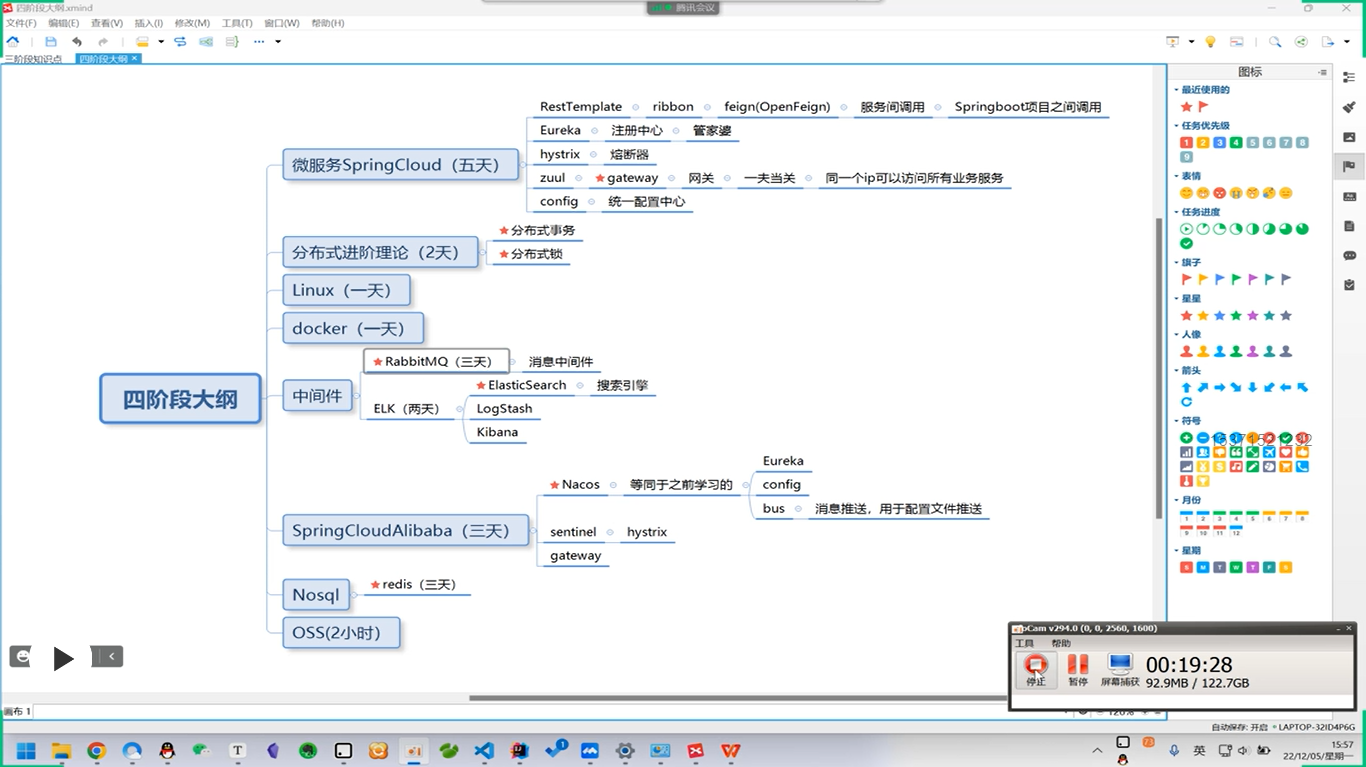 四阶段大纲.xmind
腾讯会议
文件(F) 编辑(E) 查看(V) 插入(I) 修改(M) 工具(T) 窗口(W) 帮助(H)
三阶段知识点 四阶段大纲
四阶段大纲
微服务SpringCloud（五天）
RestTemplate ribbon feign(OpenFeign) 服务间调用 Springboot项目之间调用
Eureka 注册中心 管家婆
hystrix 熔断器
zuul gateway 网关 一夫当关 同一个ip可以访问所有业务服务
config 统一配置中心
分布式进阶理论（2天）
分布式事务
分布式锁
Linux（一天）
docker（一天）
中间件
RabbitMQ（三天） 消息中间件
ELK（两天）
ElasticSearch 搜索引擎
LogStash
Kibana
SpringCloudAlibaba（三天）
Nacos 等同于之前学习的
Eureka
config
bus 消息推送，用于配置文件推送
sentinel hystrix
gateway
Nosql
redis（三天）
OSS(2小时)
图标
最近使用的
任务优先级
1 2 3 4 5 6 7 8
9
表情
任务进度
旗子
星星
人像
箭头
符号
月份
1 2 3 4 5 6 7 8
9 10 11 12
星期
S M T W T F S
Cam v294.0 (0, 0, 2560, 1600)
工具 帮助
停止 暂停 屏幕捕获
00:19:28
92.9MB / 122.7GB
画布 1
120%
自动保存: 开启 LAPTOP-32ID4P6G
英
15:57
22/12/05/星期一